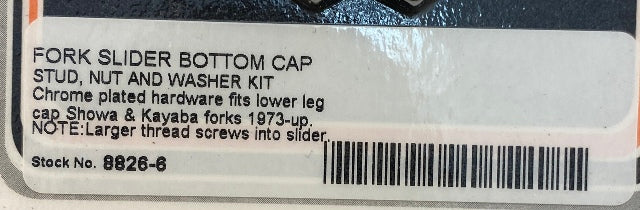 FORK SLIDER BOTTOM CAP
STUD, NUT AND WASHER KIT
Chrome plated hardware fits lower leg
cap Showa & Kayaba forks 1973-up.
NOTE:Larger thread screws into slider.
Stock No. 8826-6